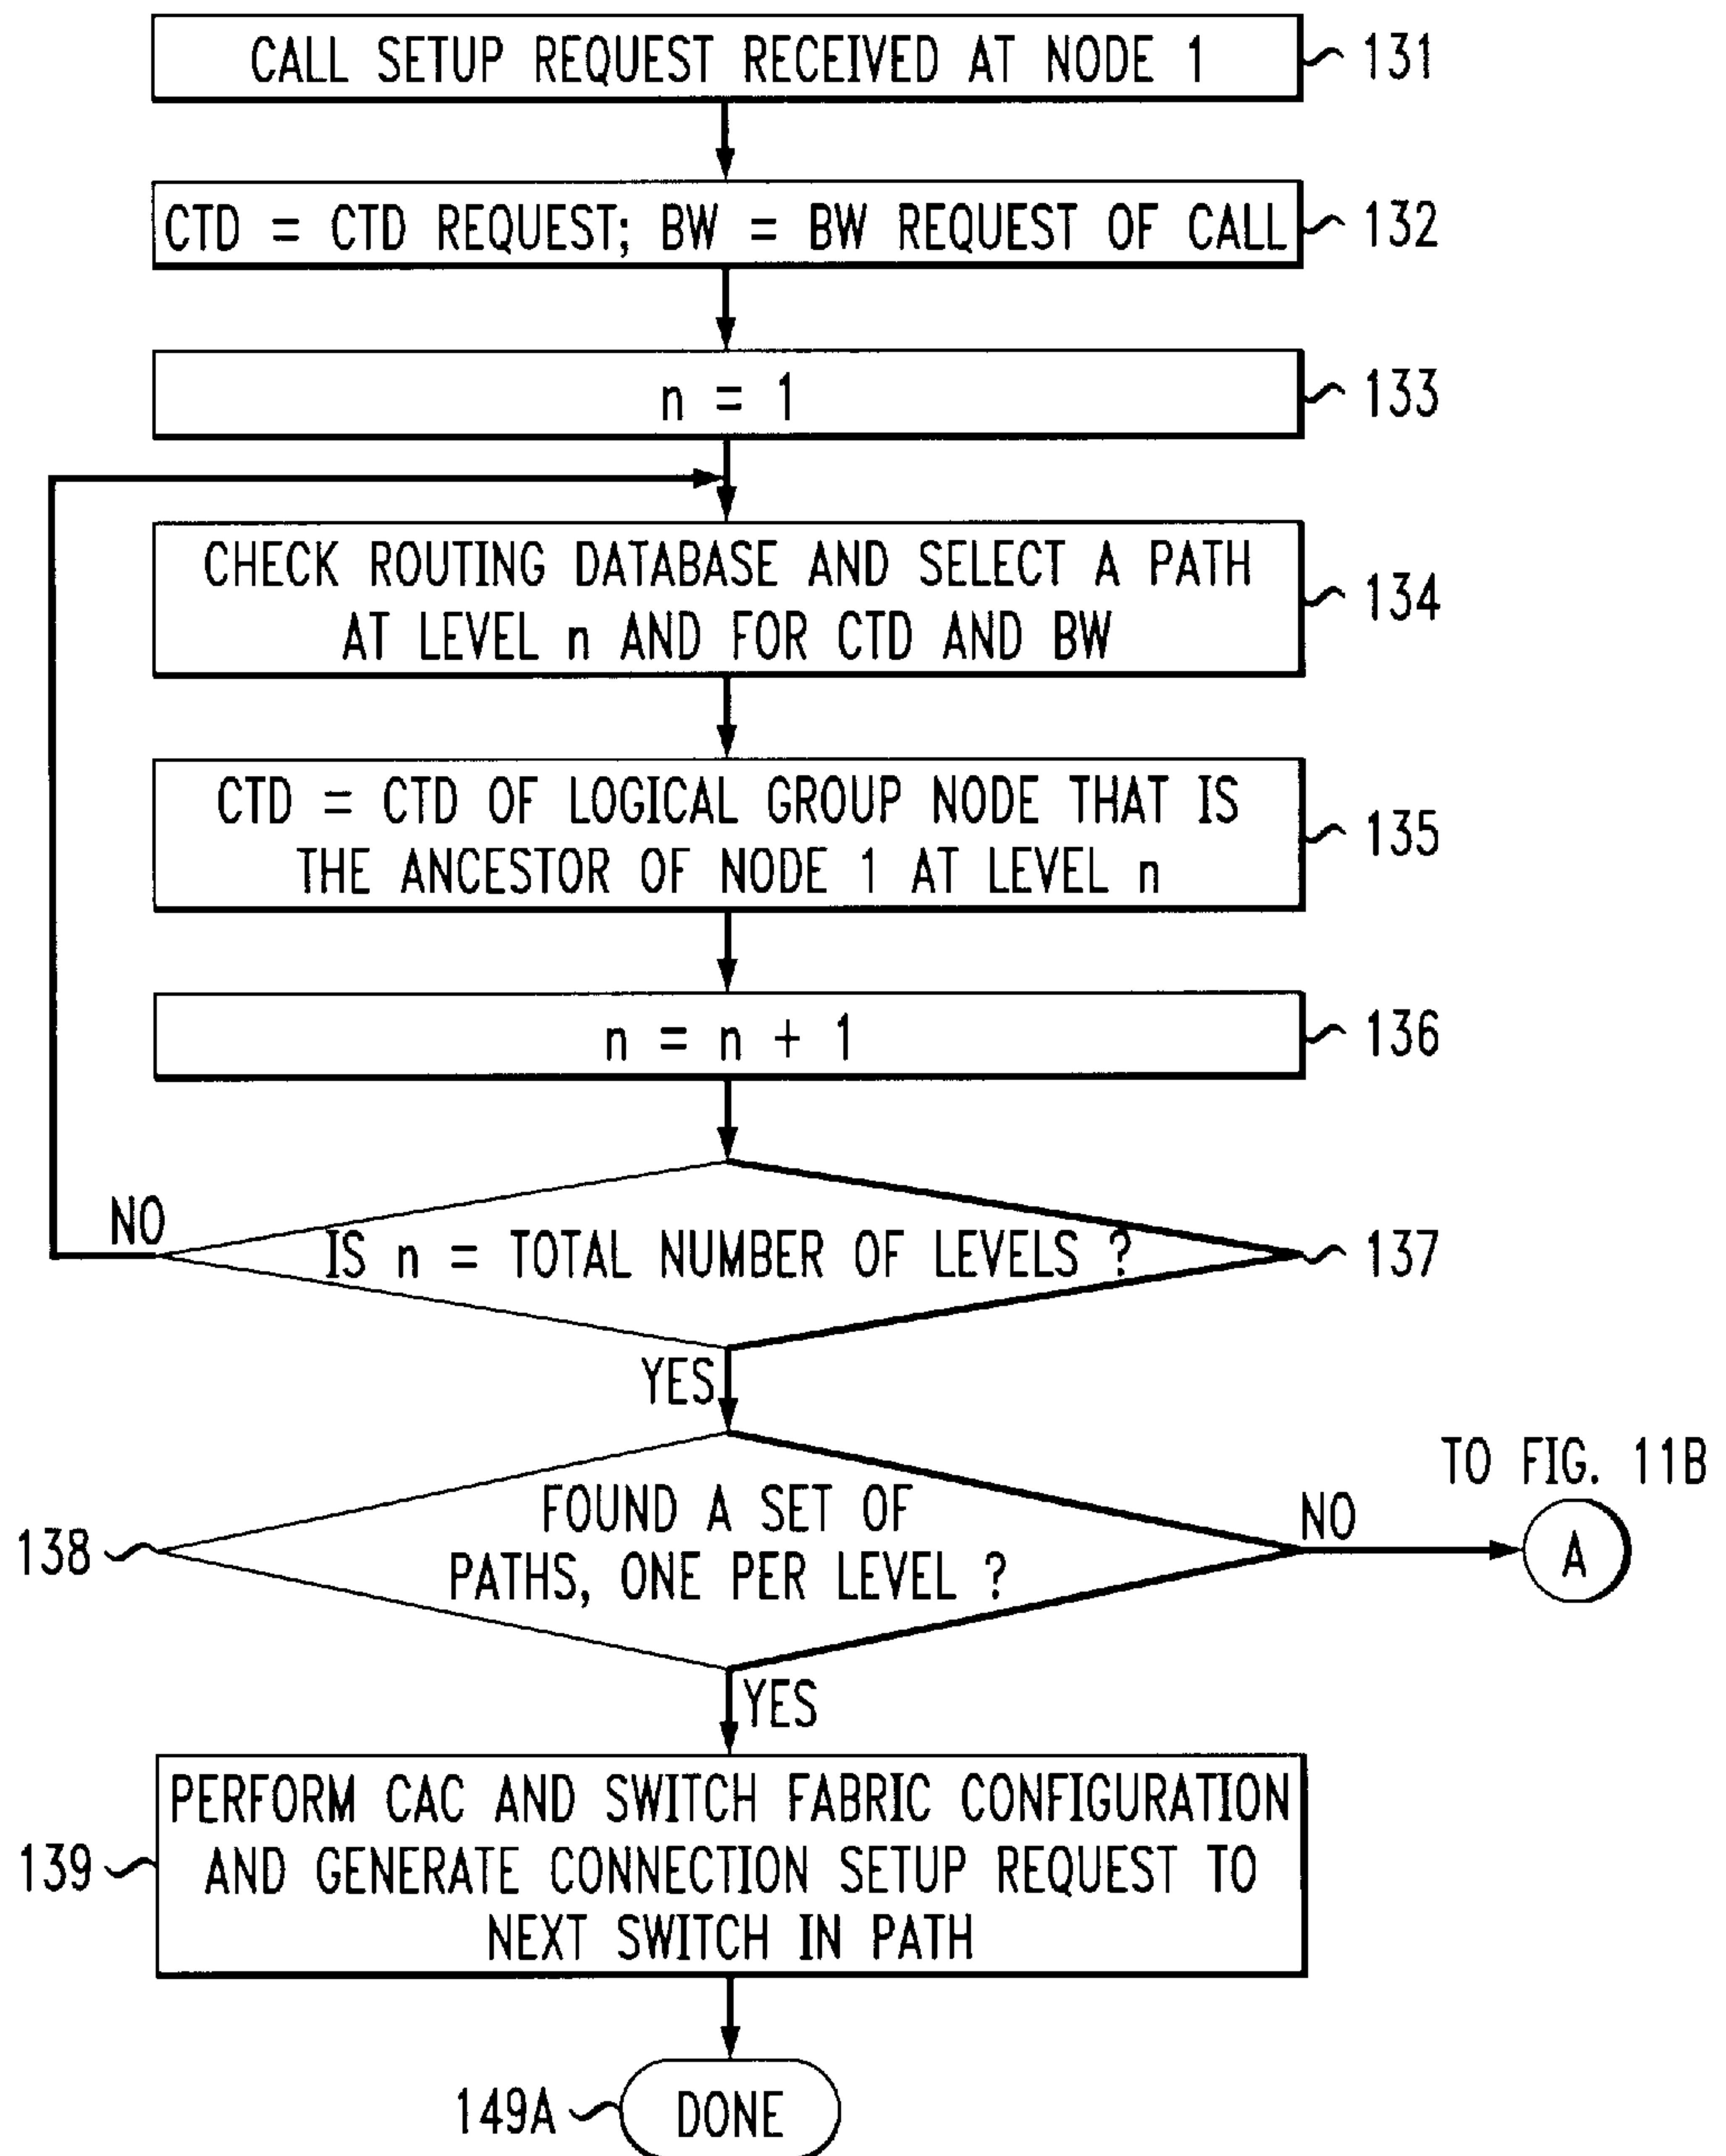 CALL SETUP REQUEST RECEIVED AT NODE 1
131
CTD = CTD REQUEST; BW = BW REQUEST OF CALL
132
n = 1
133
CHECK ROUTING DATABASE AND SELECT A PATH
AT LEVEL n AND FOR CTD AND BW
134
CTD = CTD OF LOGICAL GROUP NODE THAT IS
THE ANCESTOR OF NODE 1 AT LEVEL n
135
n = n + 1
136
NO
IS n = TOTAL NUMBER OF LEVELS ?
137
YES
TO FIG. 11B
138
FOUND A SET OF
PATHS, ONE PER LEVEL ?
NO
A
YES
139
PERFORM CAC AND SWITCH FABRIC CONFIGURATION
AND GENERATE CONNECTION SETUP REQUEST TO
NEXT SWITCH IN PATH
149A
DONE